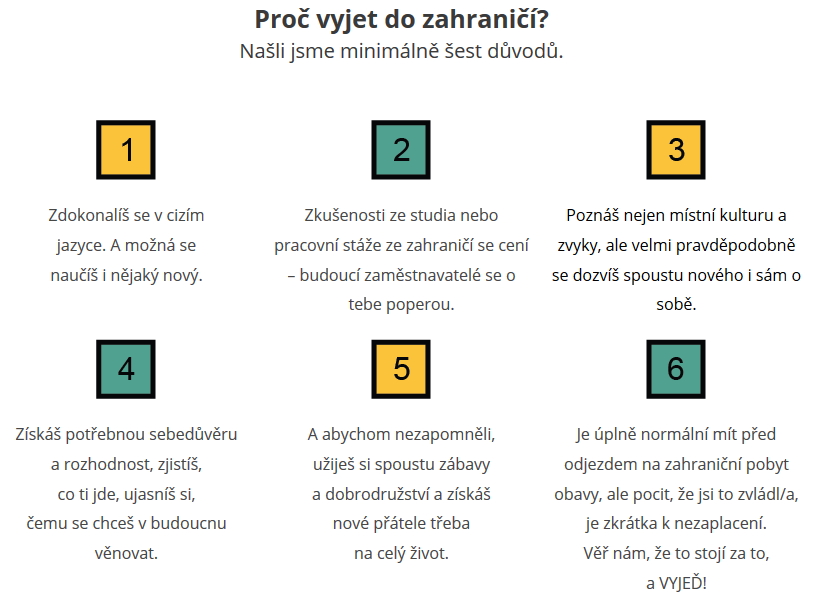 Proč vyjet do zahraničí?
Našli jsme minimálně šest důvodů.
1
Zdokonalíš se v cizím
jazyce. A možná se
naučíš i nějaký nový.
2
Zkušenosti ze studia nebo
pracovní stáže ze zahraničí se cení
– budoucí zaměstnavatelé se o
tebe poperou.
3
Poznáš nejen místní kulturu a
zvyky, ale velmi pravděpodobně
se dozvíš spoustu nového i sám o
sobě.
4
Získáš potřebnou sebedůvěru
a rozhodnost, zjistíš,
co ti jde, ujasníš si,
čemu se chceš v budoucnu
věnovat.
5
A abychom nezapomněli,
užiješ si spoustu zábavy
a dobrodružství a získáš
nové přátele třeba
na celý život.
6
Je úplně normální mít před
odjezdem na zahraniční pobyt
obavy, ale pocit, že jsi to zvládl/a,
je zkrátka k nezaplacení.
Věř nám, že to stojí za to,
a VYJEĎ!